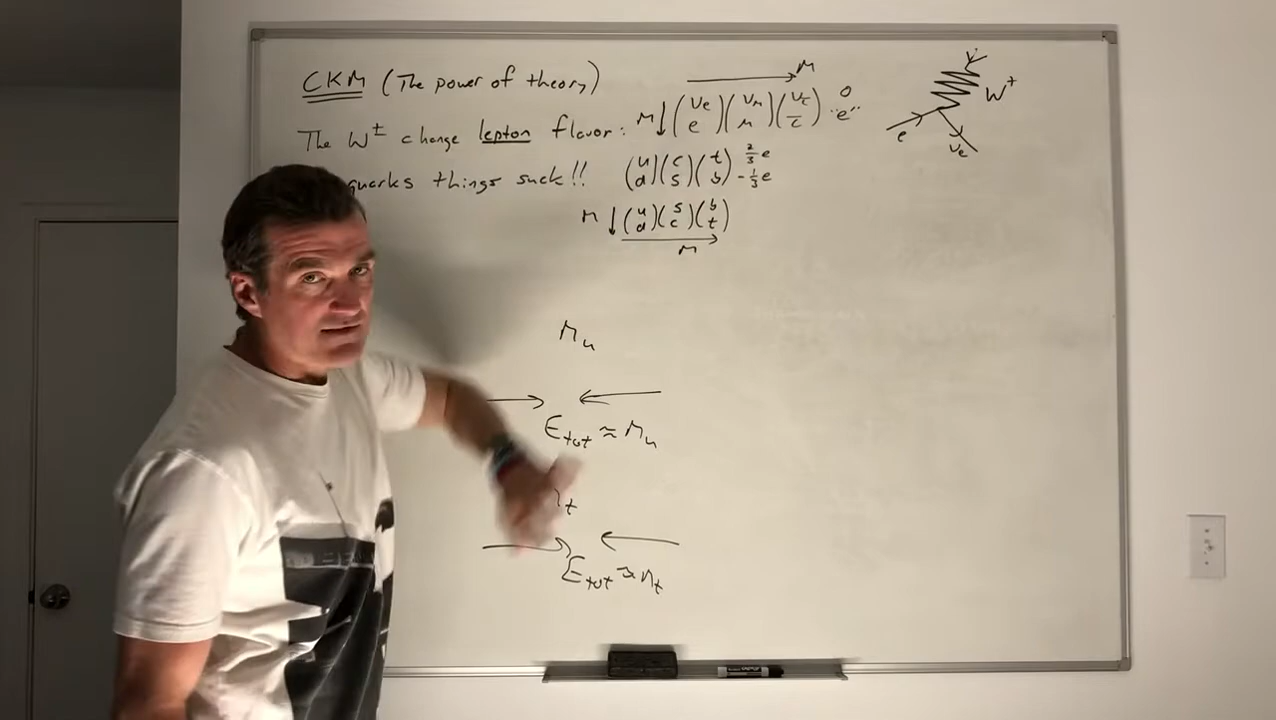 CKM (The power of theory)
M
W⁺
e
νe
The W± change lepton flavor: M↓ (νe e) (νμ μ) (ντ τ) 0 "e"
quarks things suck!! (u d) (c s) (t b) 2/3 e -1/3 e
M↓ (u d) (s c) (b t)
M
Mu
Etot ≈ Mu
t
Etot ≈ Mt